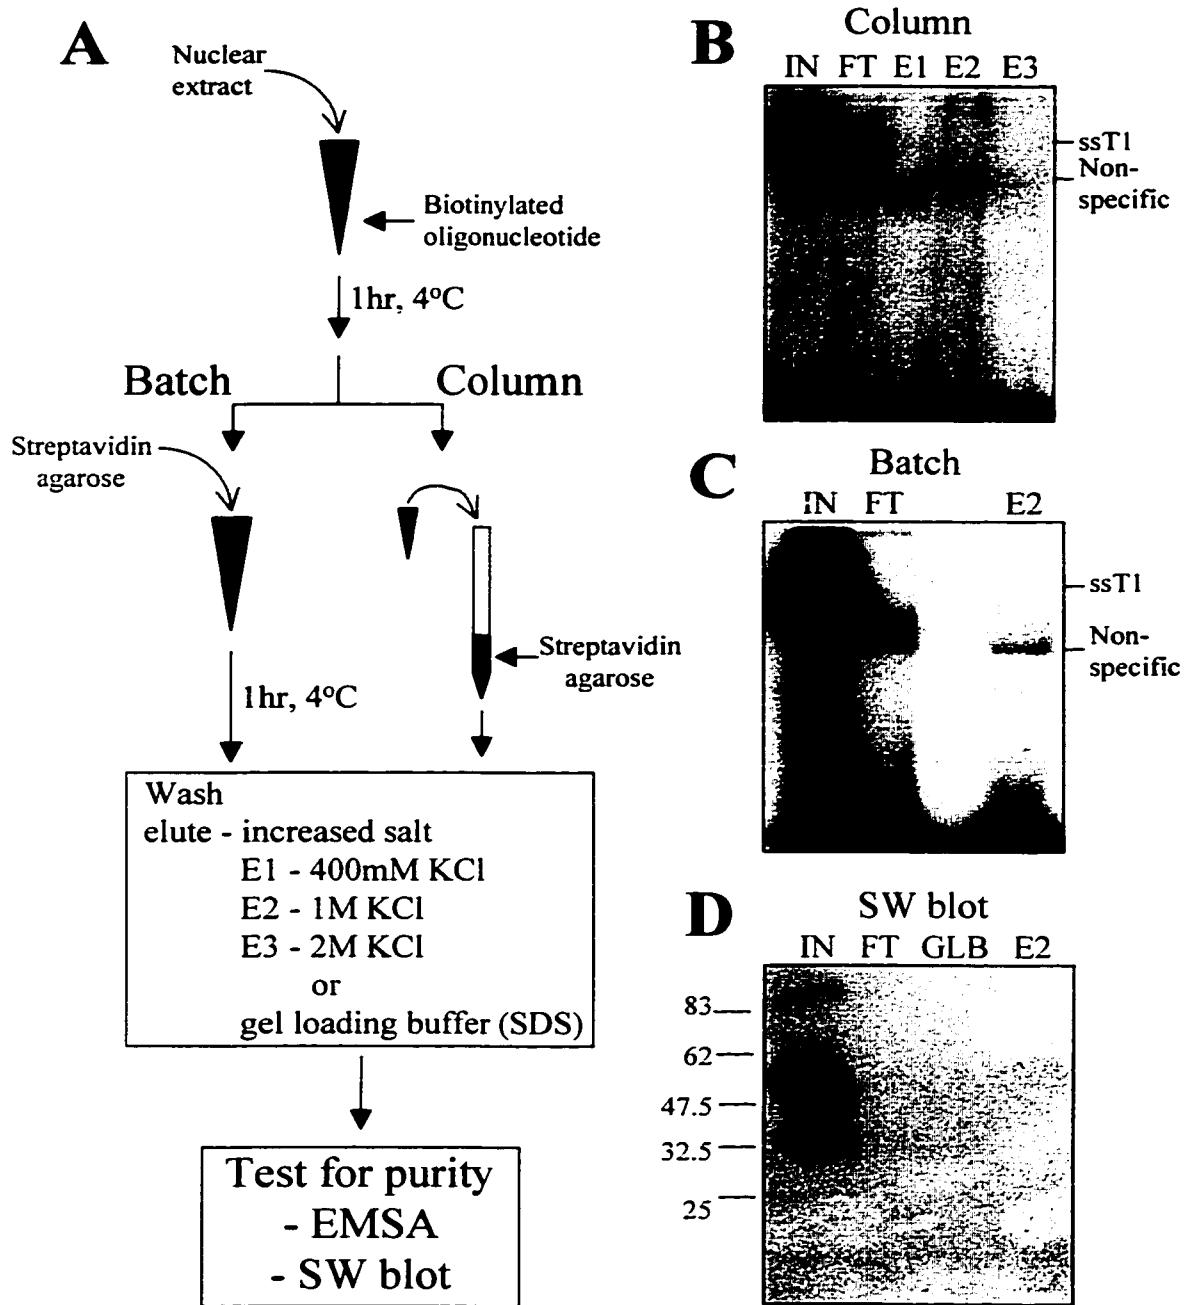 A
Nuclear
extract
Biotinylated
oligonucleotide
1hr, 4°C
Batch
Column
Streptavidin
agarose
Streptavidin
agarose
1hr, 4°C
Wash
elute - increased salt
E1 - 400mM KCl
E2 - 1M KCl
E3 - 2M KCl
or
gel loading buffer (SDS)
Test for purity
- EMSA
- SW blot
B
Column
IN FT E1 E2 E3
ssT1
Non-
specific
C
Batch
IN FT E2
ssT1
Non-
specific
D
SW blot
IN FT GLB E2
83
62
47.5
32.5
25